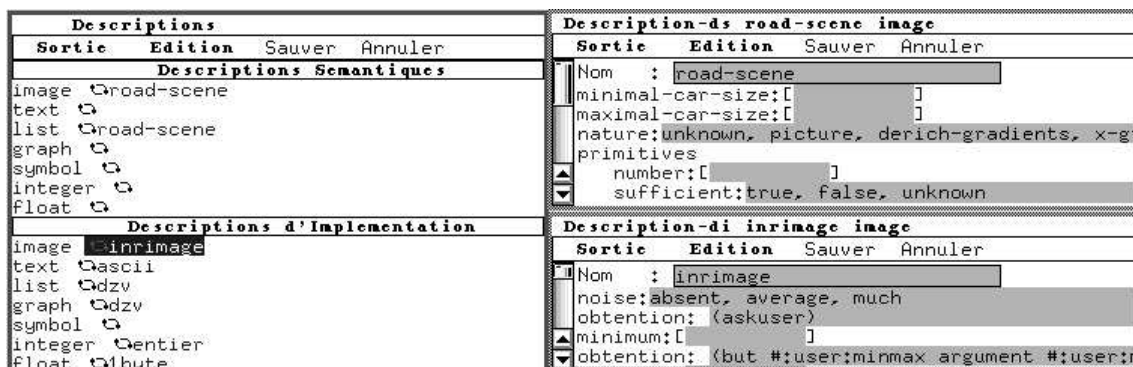 Descriptions
Sortie Edition Sauver Annuler
Descriptions Semantiques
image road-scene
text
list road-scene
graph
symbol
integer
float
Descriptions d'Implementation
image inrimage
text ascii
list dzv
graph dzv
symbol
integer entier
float 1byte
Description-ds road-scene image
Sortie Edition Sauver Annuler
Nom : road-scene
minimal-car-size:[ ]
maximal-car-size:[ ]
nature:unknown, picture, derich-gradients, x-g
primitives
number:[ ]
sufficient:true, false, unknown
Description-di inrimage image
Sortie Edition Sauver Annuler
Nom : inrimage
noise:absent, average, much
obtention: (askuser)
minimum:[ ]
obtention: (but #:user:minmax argument #:user: